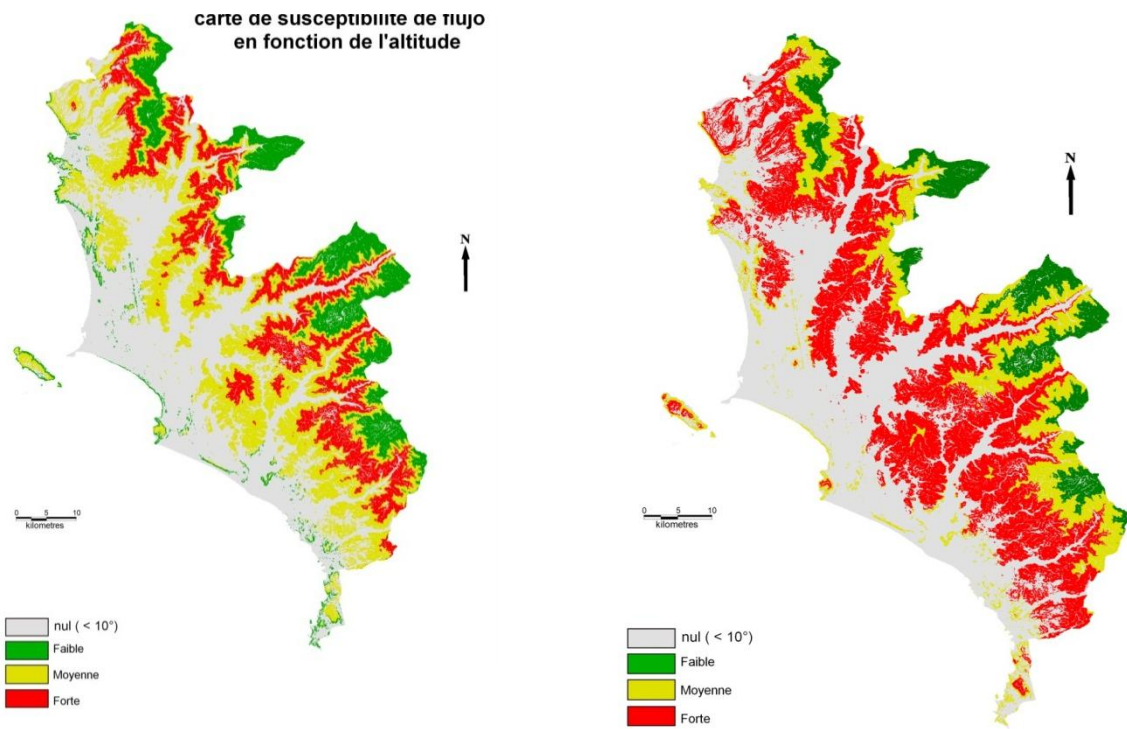 carte de susceptibilite de flujo
en fonction de l'altitude
N
0 5 10
kilometres
nul ( < 10°)
Faible
Moyenne
Forte
N
0 5 10
kilometres
nul ( < 10°)
Faible
Moyenne
Forte